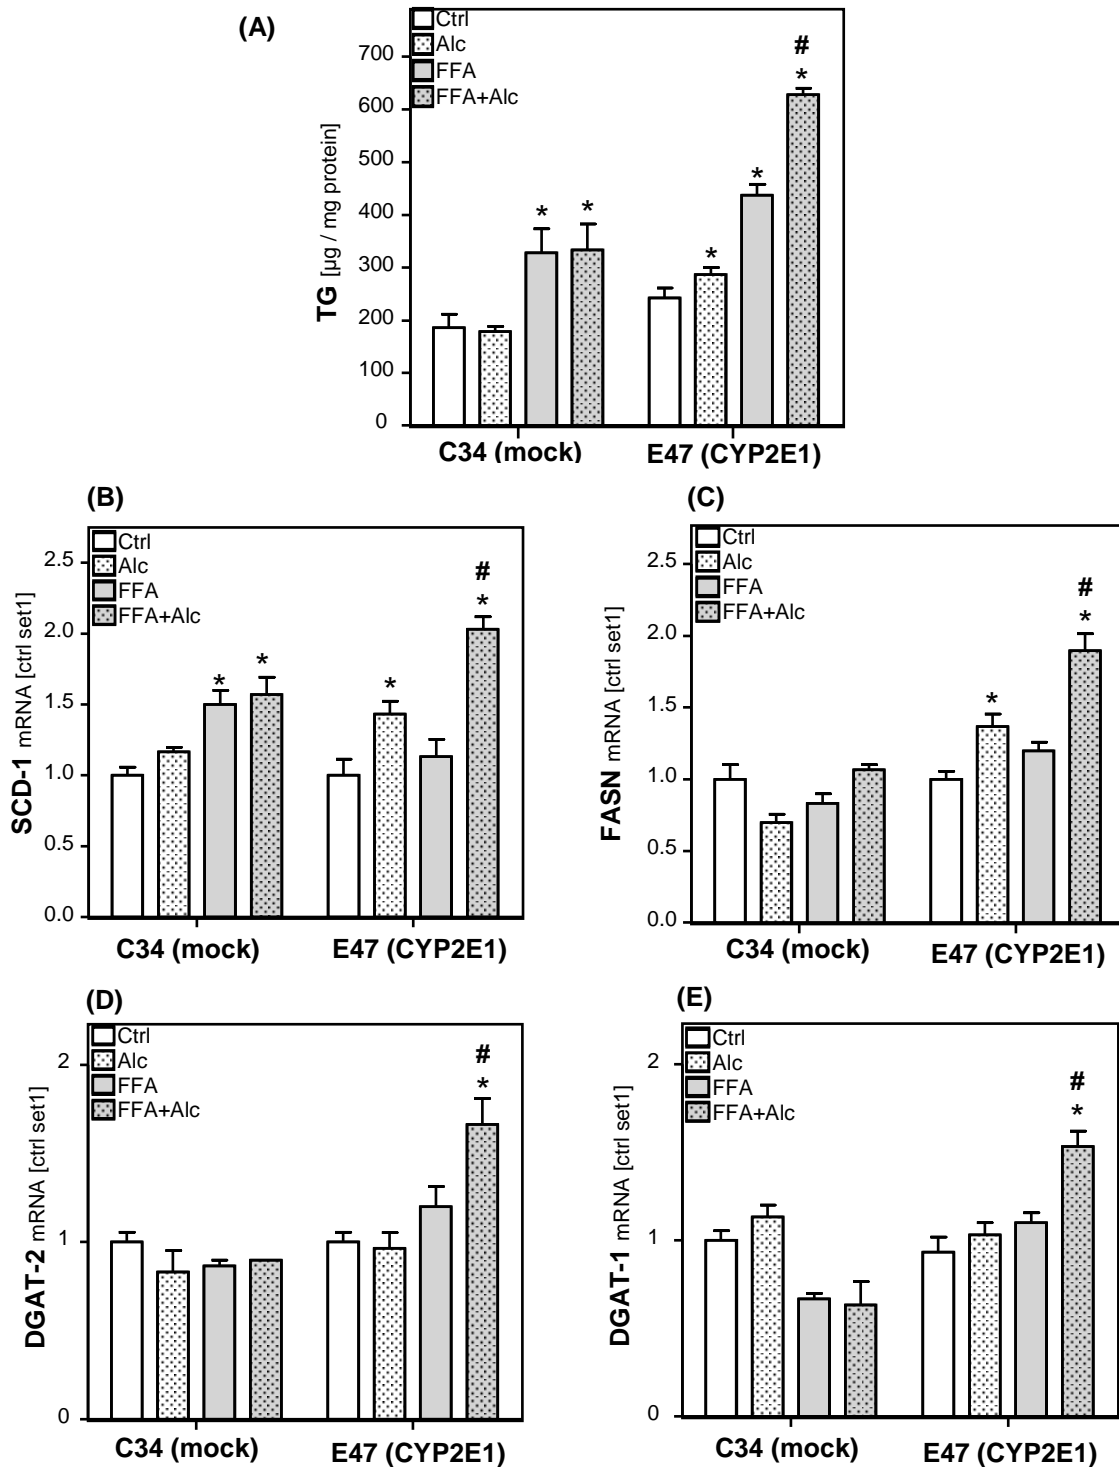 (A)
Ctrl
Alc
FFA
FFA+Alc
TG [µg / mg protein]
700
600
500
400
300
200
100
0
* * * * # *
C34 (mock) E47 (CYP2E1)
(B)
Ctrl
Alc
FFA
FFA+Alc
SCD-1 mRNA [ctrl set1]
2.5
2.0
1.5
1.0
0.5
0.0
* * * # *
C34 (mock) E47 (CYP2E1)
(C)
Ctrl
Alc
FFA
FFA+Alc
FASN mRNA [ctrl set1]
2.5
2.0
1.5
1.0
0.5
0.0
* # *
C34 (mock) E47 (CYP2E1)
(D)
Ctrl
Alc
FFA
FFA+Alc
DGAT-2 mRNA [ctrl set1]
2
1
0
# *
C34 (mock) E47 (CYP2E1)
(E)
Ctrl
Alc
FFA
FFA+Alc
DGAT-1 mRNA [ctrl set1]
2
1
0
# *
C34 (mock) E47 (CYP2E1)